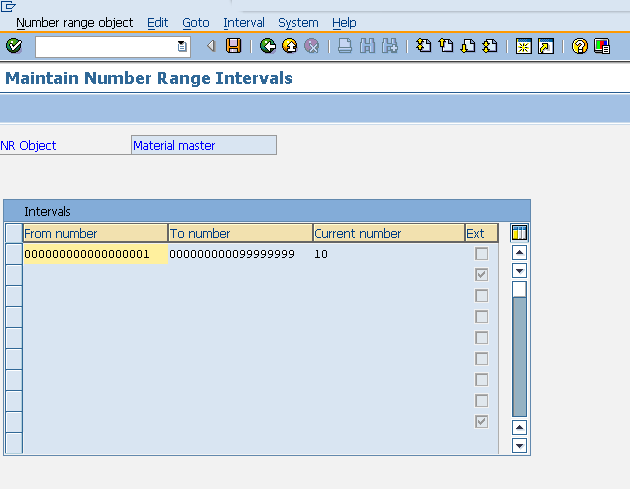 Number range object Edit Goto Interval System Help
Maintain Number Range Intervals
NR Object Material master
Intervals
From number To number Current number Ext
000000000000000001 000000000099999999 10